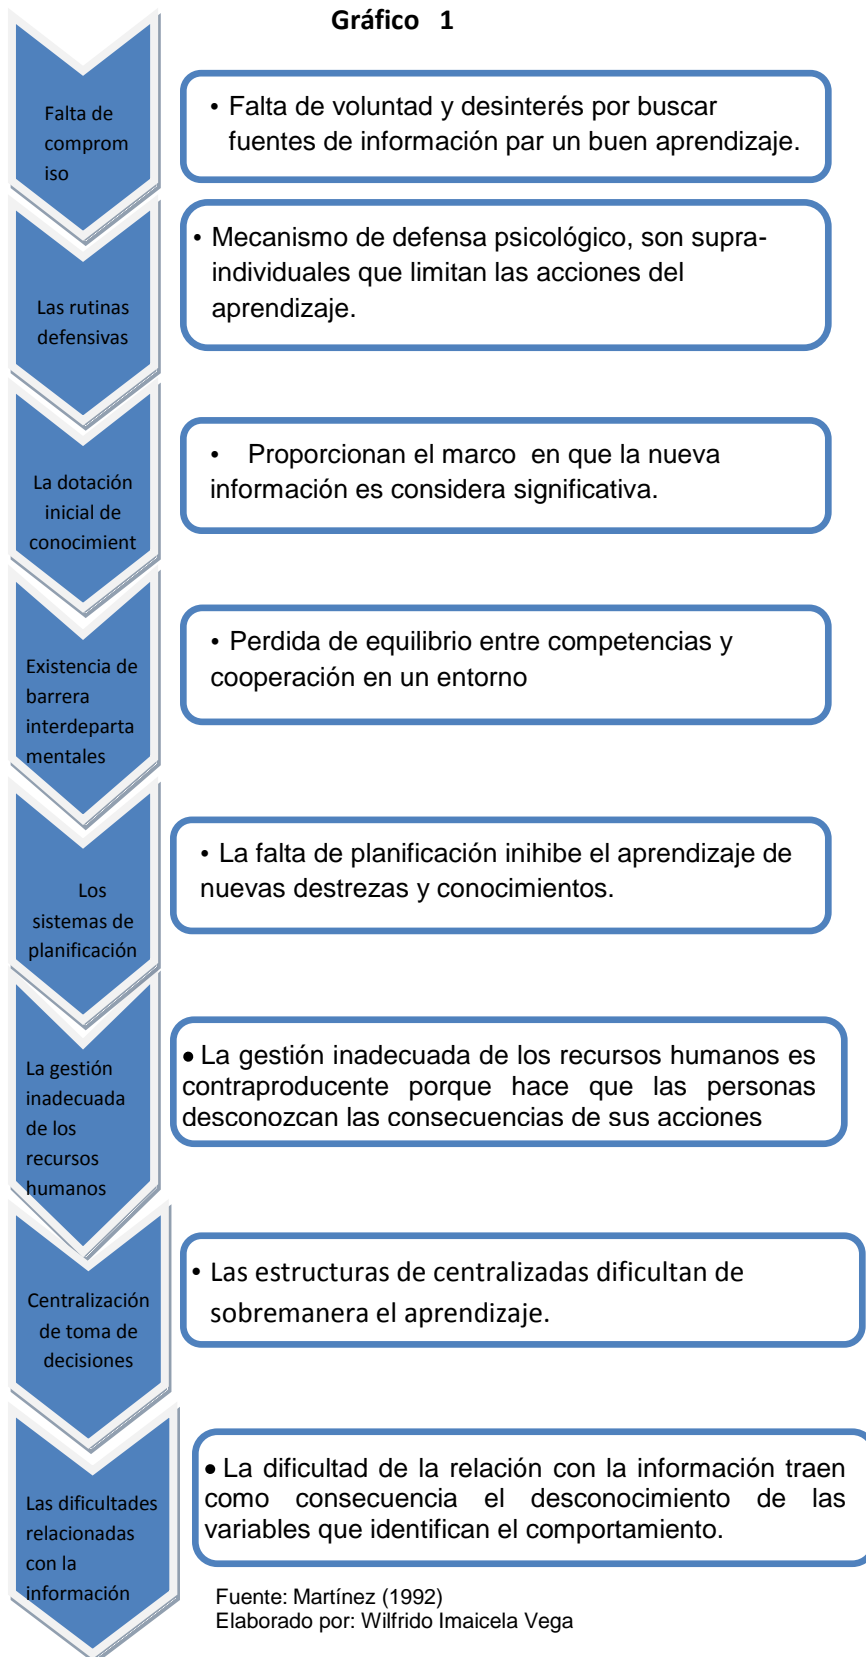 Gráfico 1
Falta de
comprom
iso
• Falta de voluntad y desinterés por buscar
fuentes de información par un buen aprendizaje.
Las rutinas
defensivas
• Mecanismo de defensa psicológico, son supra-
individuales que limitan las acciones del
aprendizaje.
La dotación
inicial de
conocimient
• Proporcionan el marco en que la nueva
información es considera significativa.
Existencia de
barrera
interdeparta
mentales
• Perdida de equilibrio entre competencias y
cooperación en un entorno
Los
sistemas de
planificación
• La falta de planificación inihibe el aprendizaje de
nuevas destrezas y conocimientos.
La gestión
inadecuada
de los
recursos
humanos
• La gestión inadecuada de los recursos humanos es
contraproducente porque hace que las personas
desconozcan las consecuencias de sus acciones
Centralización
de toma de
decisiones
• Las estructuras de centralizadas dificultan de
sobremanera el aprendizaje.
Las dificultades
relacionadas
con la
información
• La dificultad de la relación con la información traen
como consecuencia el desconocimiento de las
variables que identifican el comportamiento.
Fuente: Martínez (1992)
Elaborado por: Wilfrido Imaicela Vega